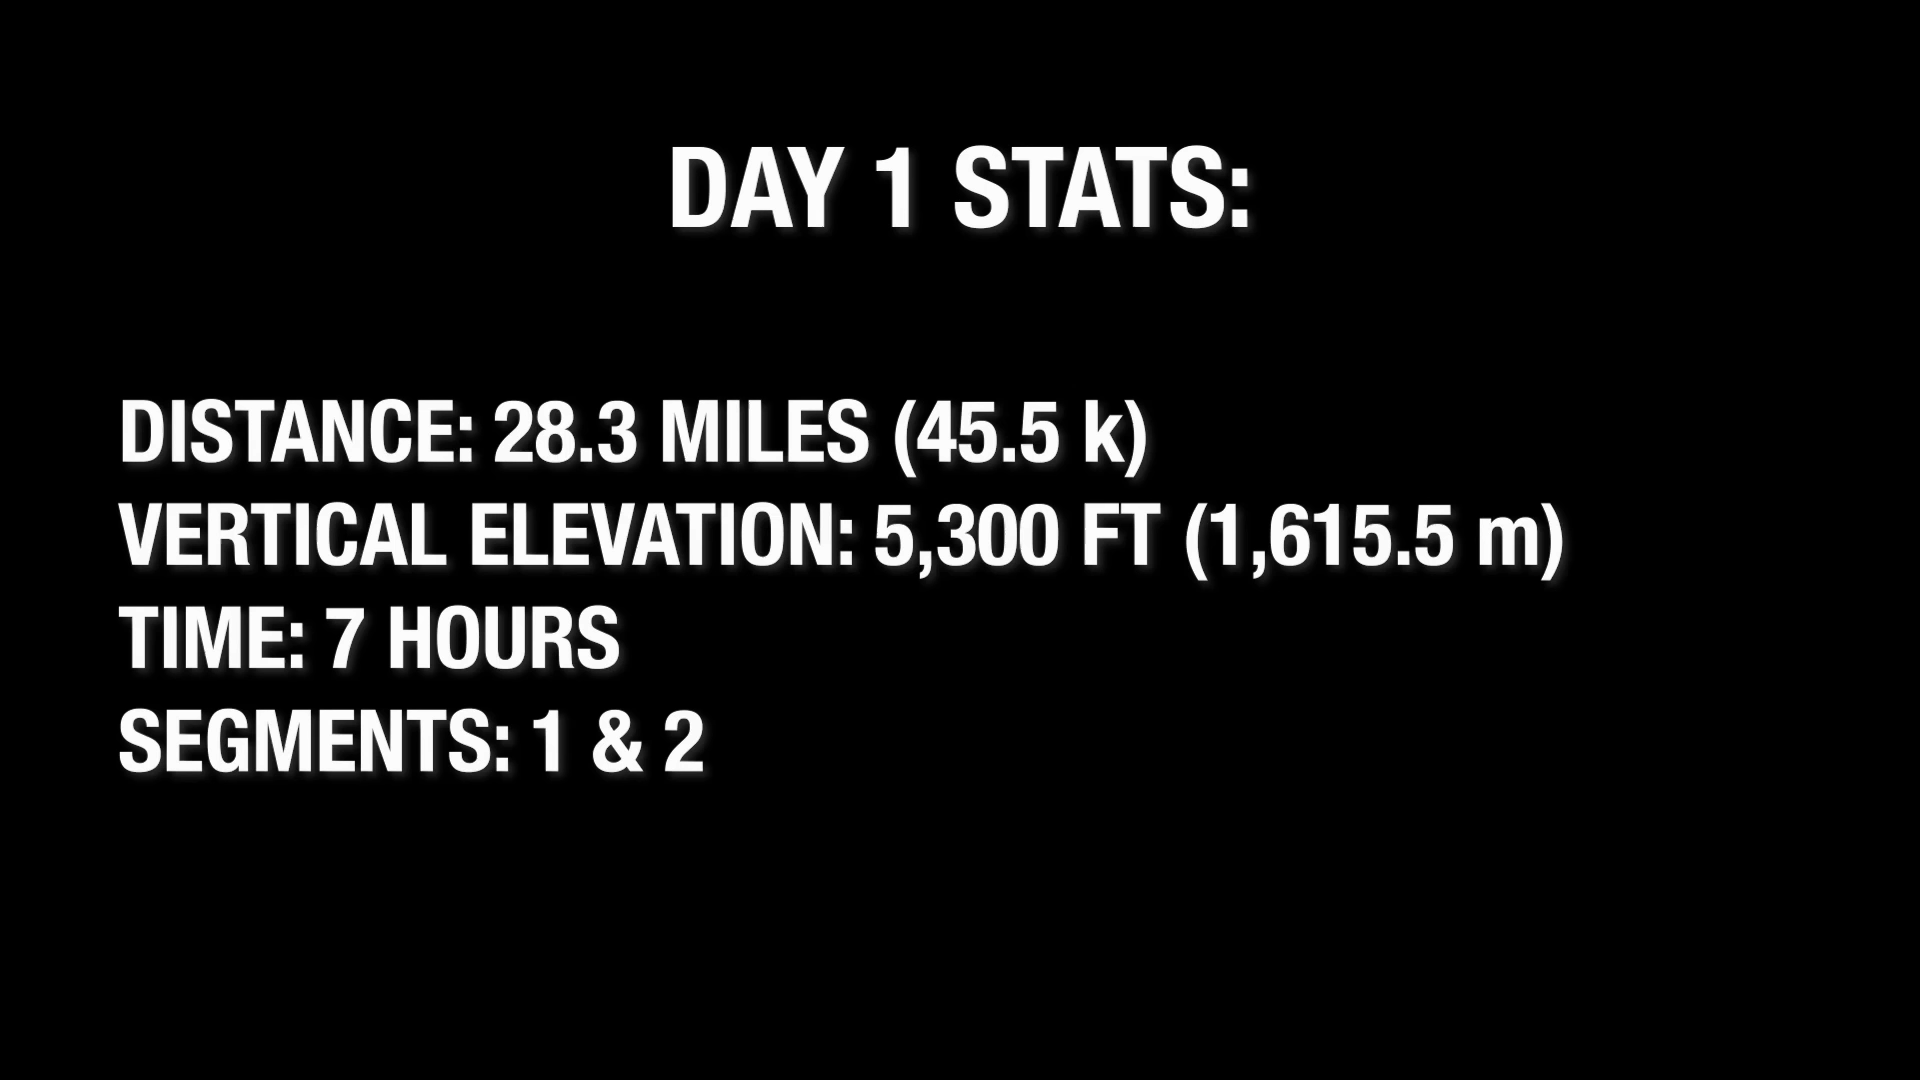 DAY 1 STATS:
DISTANCE: 28.3 MILES (45.5 k)
VERTICAL ELEVATION: 5,300 FT (1,615.5 m)
TIME: 7 HOURS
SEGMENTS: 1 & 2